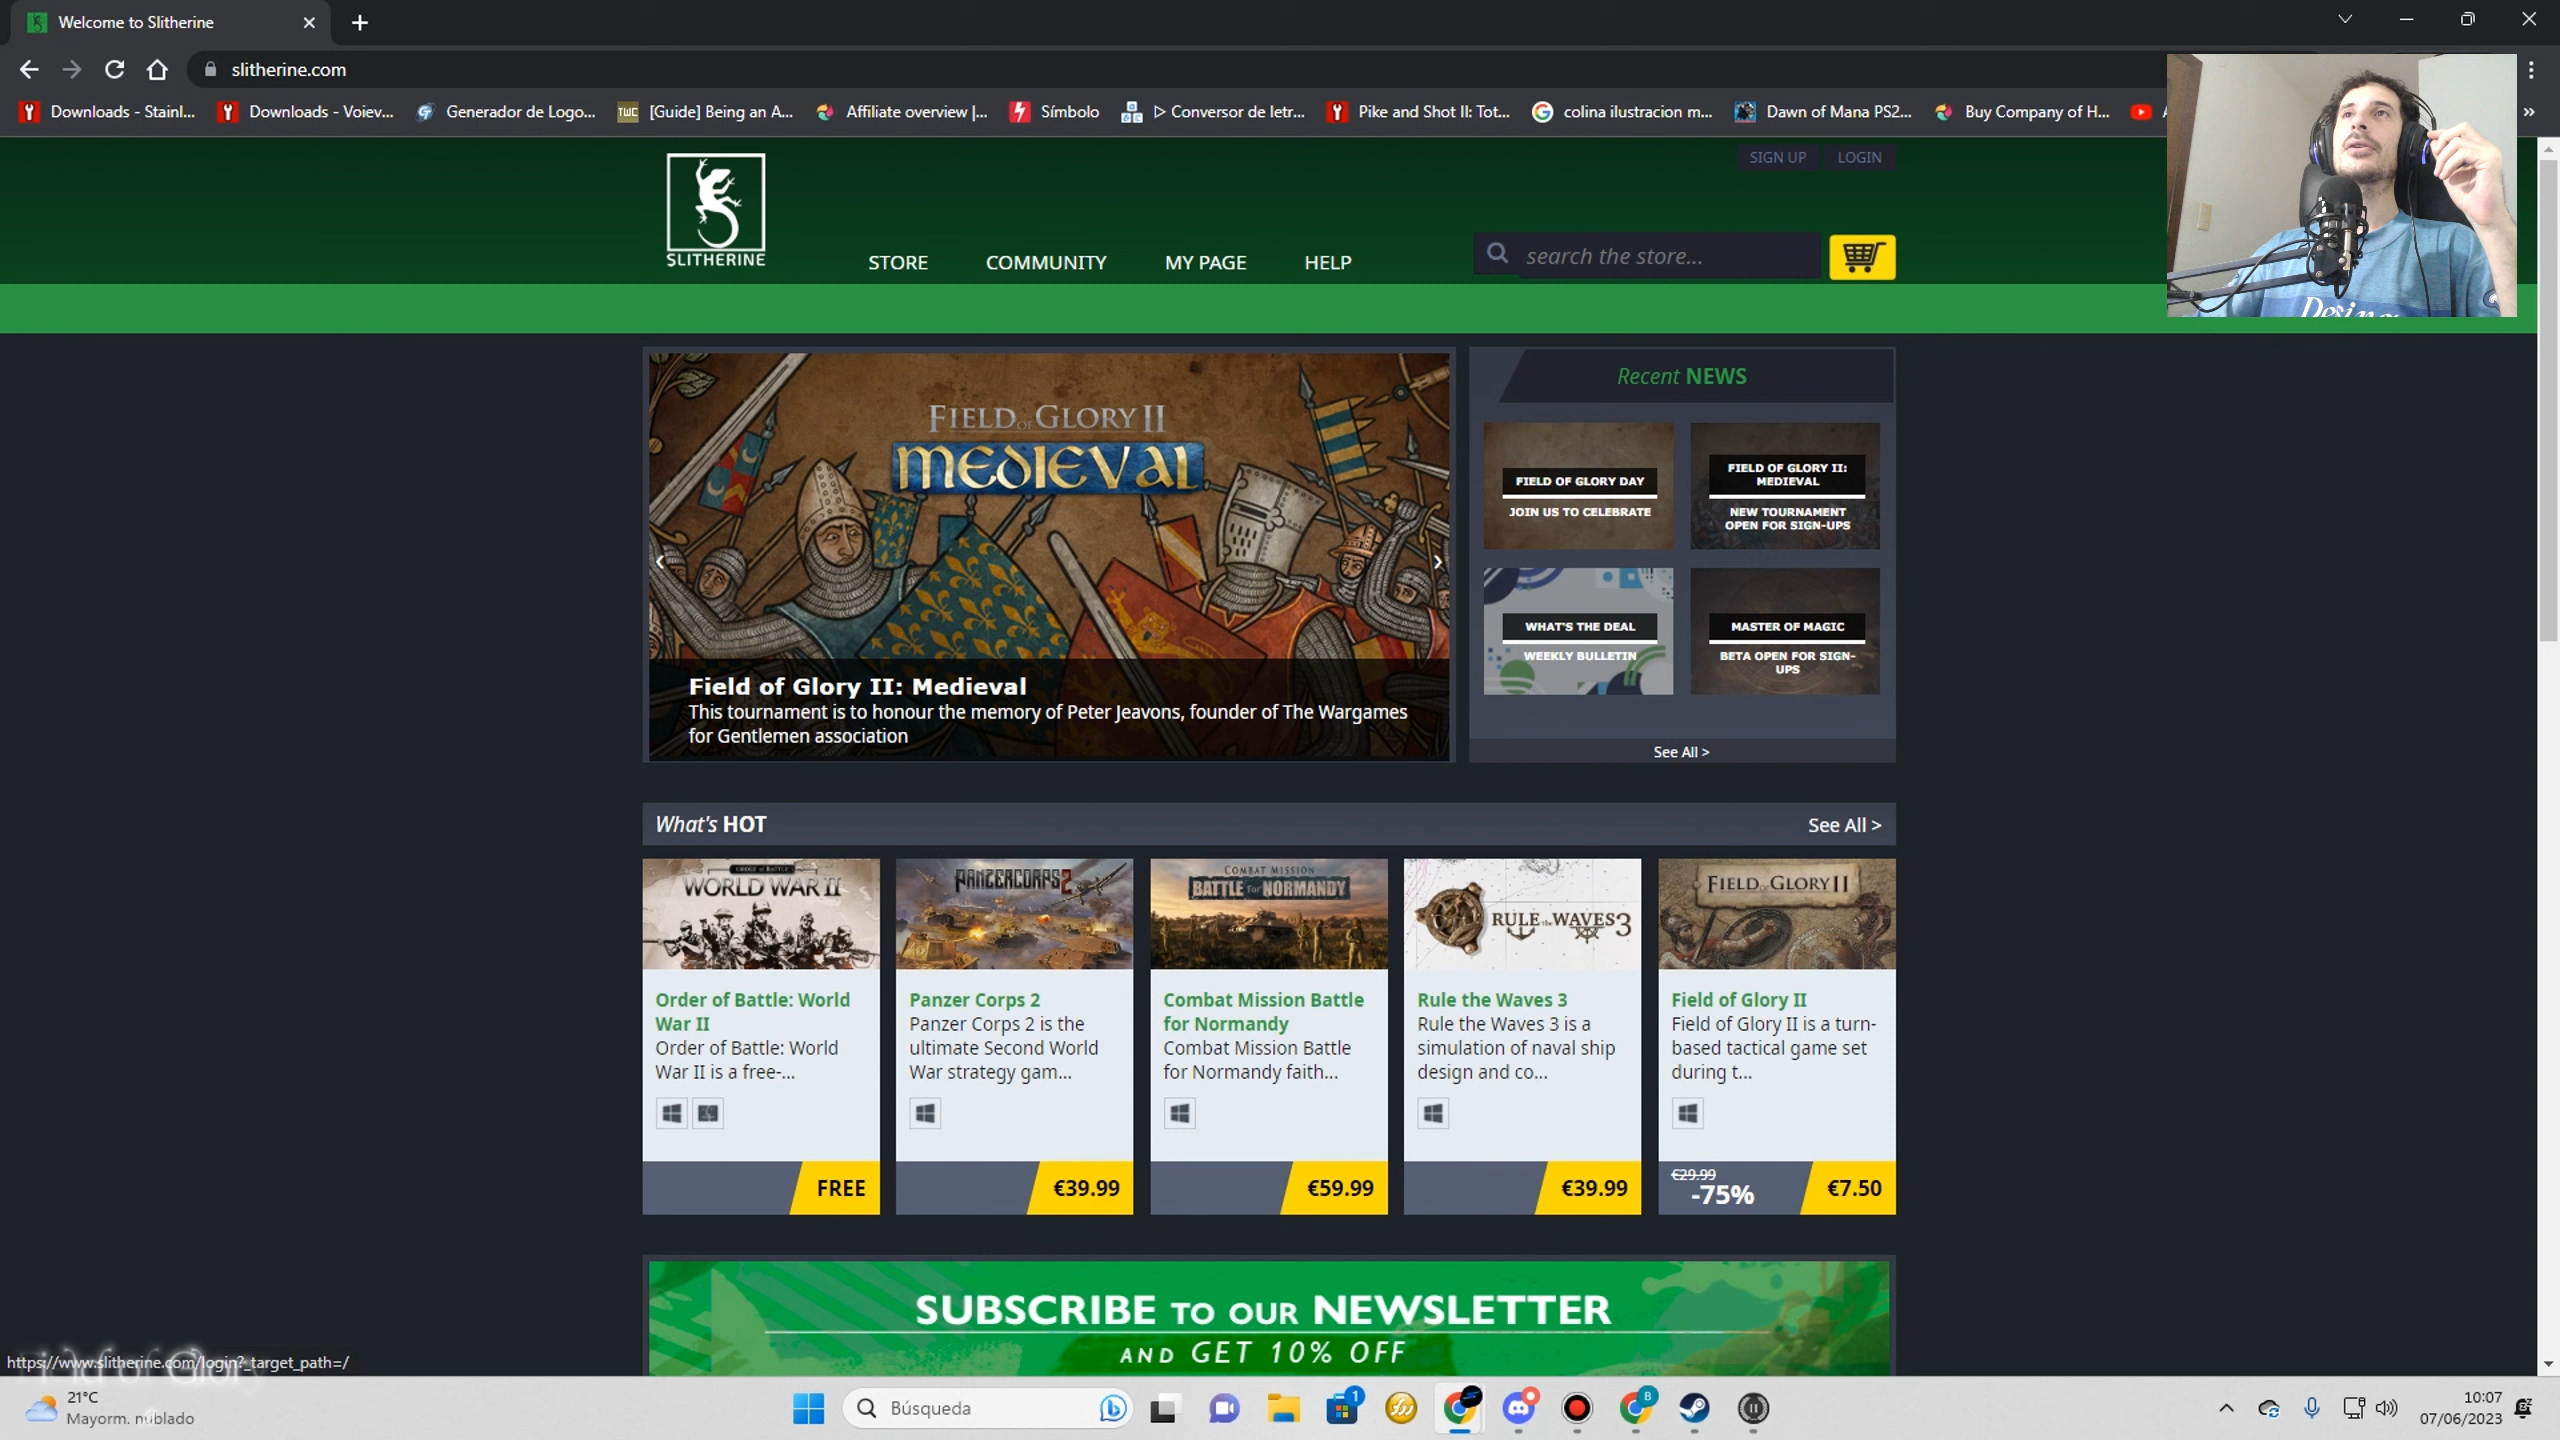 Welcome to Slitherine
slitherine.com
Downloads - Stainl...
Downloads - Voiev...
Generador de Logo...
TWC
[Guide] Being an A...
Affiliate overview |...
Símbolo
Conversor de letr...
Pike and Shot II: Tot...
colina ilustracion m...
Dawn of Mana PS2...
Buy Company of H...
SIGN UP
LOGIN
SLITHERINE
STORE
COMMUNITY
MY PAGE
HELP
search the store...
FIELD OF GLORY II
MEDIEVAL
Field of Glory II: Medieval
This tournament is to honour the memory of Peter Jeavons, founder of The Wargames
for Gentlemen association
Recent NEWS
FIELD OF GLORY DAY
JOIN US TO CELEBRATE
FIELD OF GLORY II:
MEDIEVAL
NEW TOURNAMENT
OPEN FOR SIGN-UPS
WHAT'S THE DEAL
WEEKLY BULLETIN
MASTER OF MAGIC
BETA OPEN FOR SIGN-
UPS
See All >
What's HOT
See All >
ORDER of BATTLE
WORLD WAR II
Order of Battle: World
War II
Order of Battle: World
War II is a free-...
FREE
PANZERCORPS2
Panzer Corps 2
Panzer Corps 2 is the
ultimate Second World
War strategy gam...
€39.99
COMBAT MISSION
BATTLE FOR NORMANDY
Combat Mission Battle
for Normandy
Combat Mission Battle
for Normandy faith...
€59.99
RULE the WAVES 3
Rule the Waves 3
Rule the Waves 3 is a
simulation of naval ship
design and co...
€39.99
FIELD OF GLORY II
Field of Glory II
Field of Glory II is a turn-
based tactical game set
during t...
€29.99
-75%
€7.50
SUBSCRIBE TO OUR NEWSLETTER
AND GET 10% OFF
https://www.slitherine.com/login?_target_path=/
Field of Glory
21°C
Mayorm. nublado
Búsqueda
1
B
10:07
07/06/2023